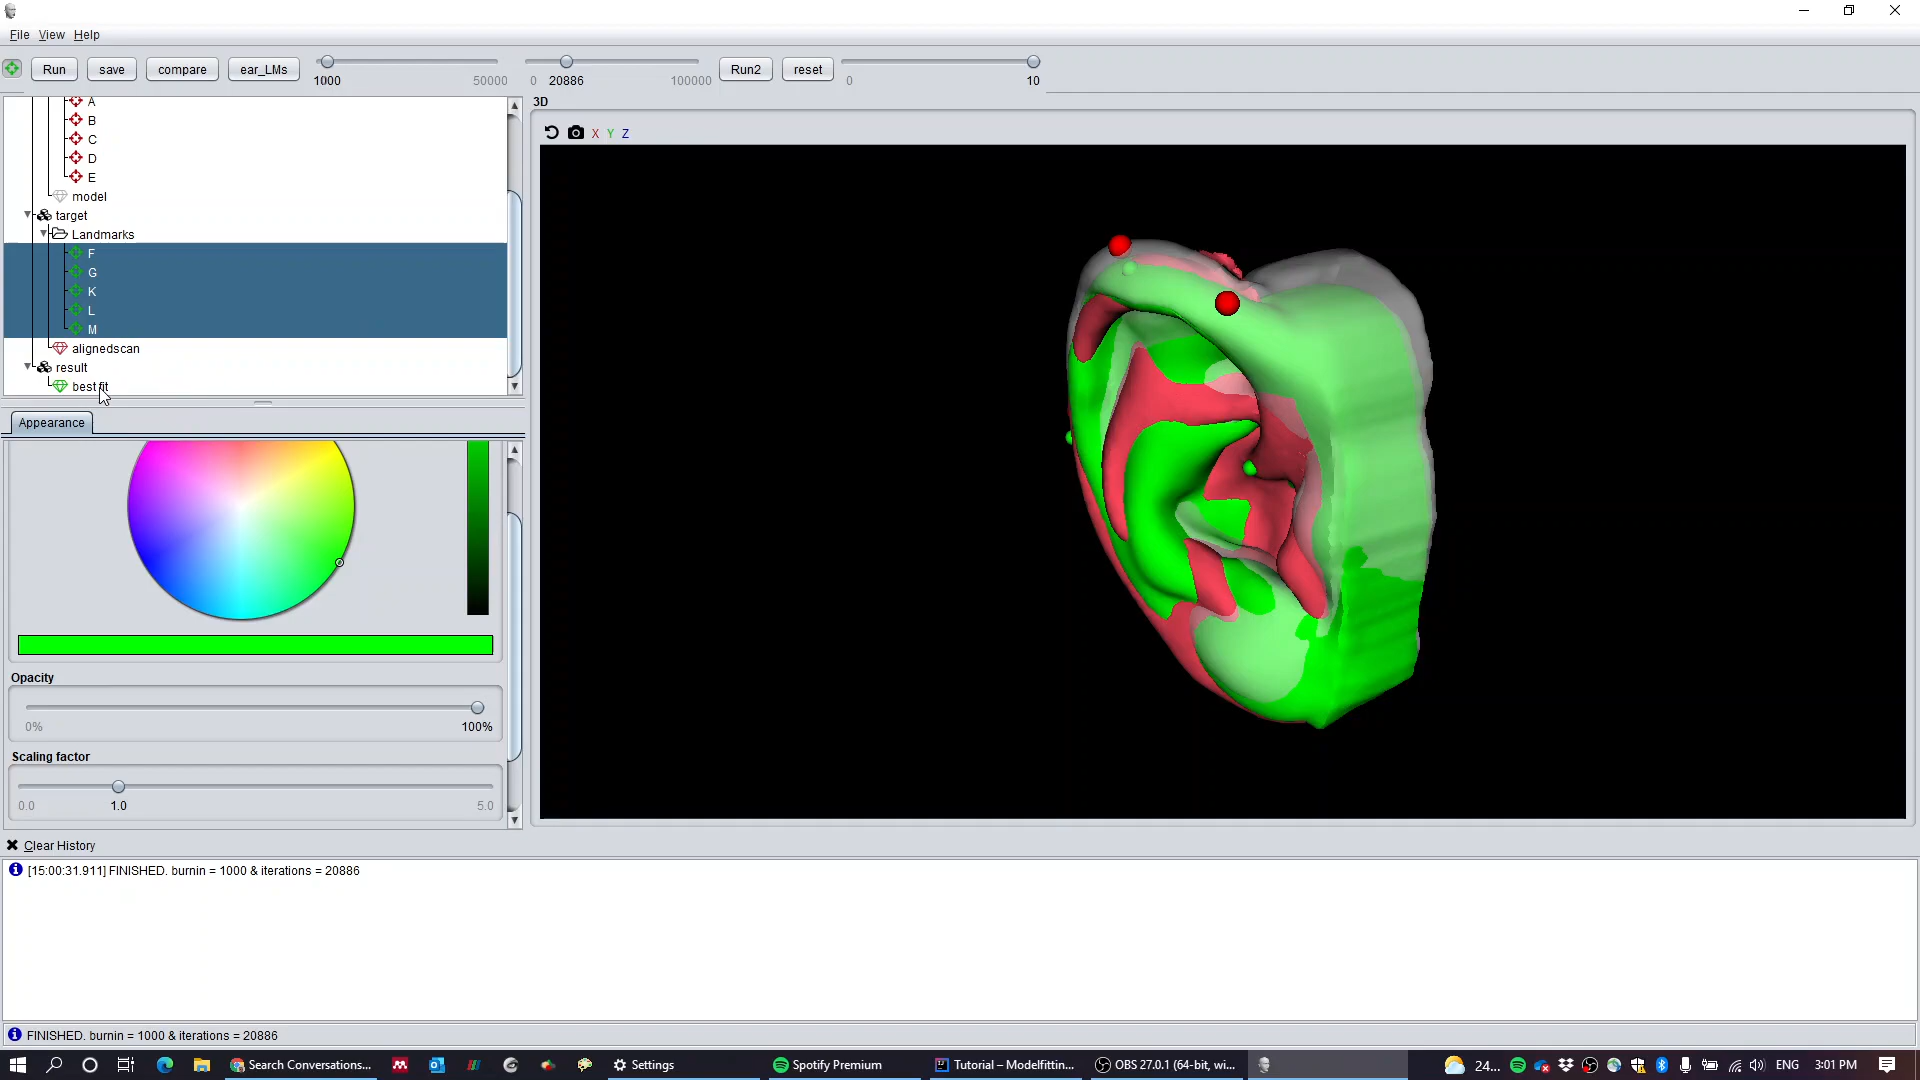 File View Help
Run save compare ear_LMs 1000 50000 0 20886 100000 Run2 reset 0 10
A
B
C
D
E
model
target
Landmarks
F
G
K
L
M
alignedscan
result
best fit
3D
X Y Z
Appearance
Opacity
0% 100%
Scaling factor
0.0 1.0 5.0
Clear History
[15:00:31.911] FINISHED. burnin = 1000 & iterations = 20886
FINISHED. burnin = 1000 & iterations = 20886
Search Conversations... Settings Spotify Premium Tutorial – Modelfittin... OBS 27.0.1 (64-bit, wi... 24... ENG 3:01 PM